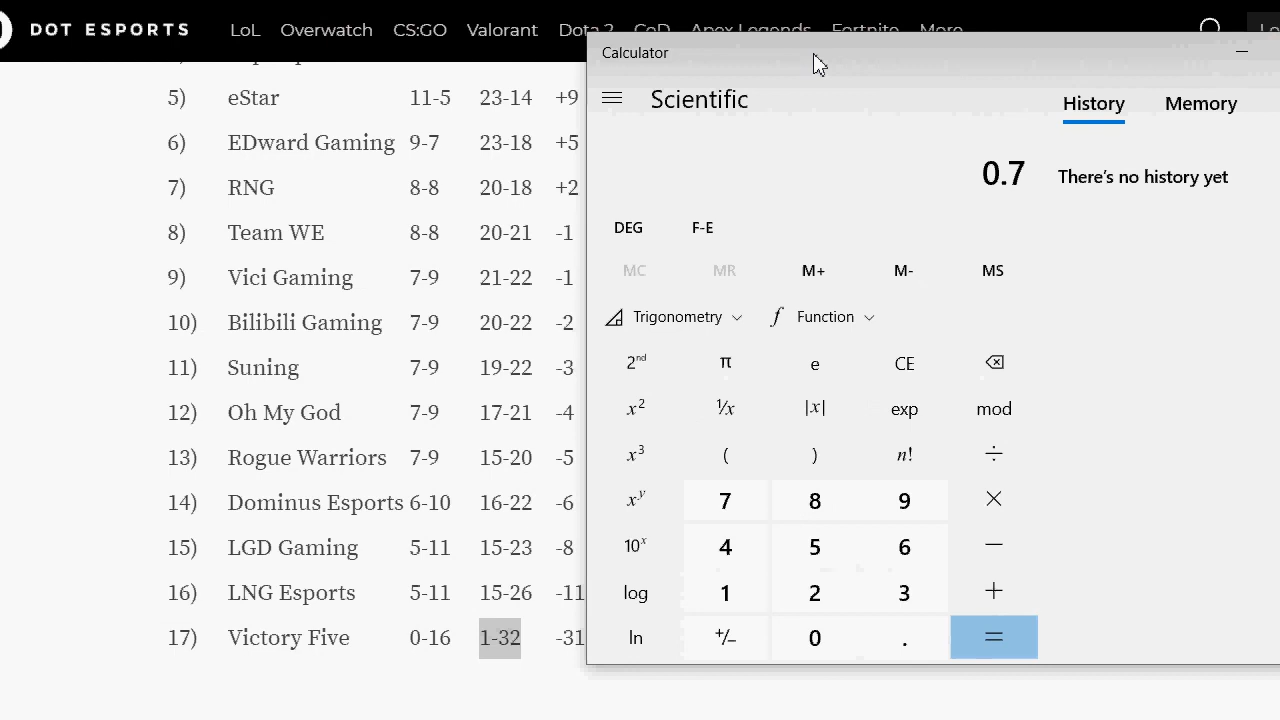 DOT ESPORTS LoL Overwatch CS:GO Valorant Dota 2 CoD Apex Legends Fortnite More
Calculator
5) eStar 11-5 23-14 +9
6) EDward Gaming 9-7 23-18 +5
7) RNG 8-8 20-18 +2
8) Team WE 8-8 20-21 -1
9) Vici Gaming 7-9 21-22 -1
10) Bilibili Gaming 7-9 20-22 -2
11) Suning 7-9 19-22 -3
12) Oh My God 7-9 17-21 -4
13) Rogue Warriors 7-9 15-20 -5
14) Dominus Esports 6-10 16-22 -6
15) LGD Gaming 5-11 15-23 -8
16) LNG Esports 5-11 15-26 -11
17) Victory Five 0-16 1-32 -31
Scientific
History Memory
0.7
There's no history yet
DEG F-E
MC MR M+ M- MS
Trigonometry f Function
2nd π e CE
x2 1/x |x| exp mod
x3 ( ) n! ÷
xy 7 8 9 ×
10x 4 5 6 −
log 1 2 3 +
ln +/− 0 . =